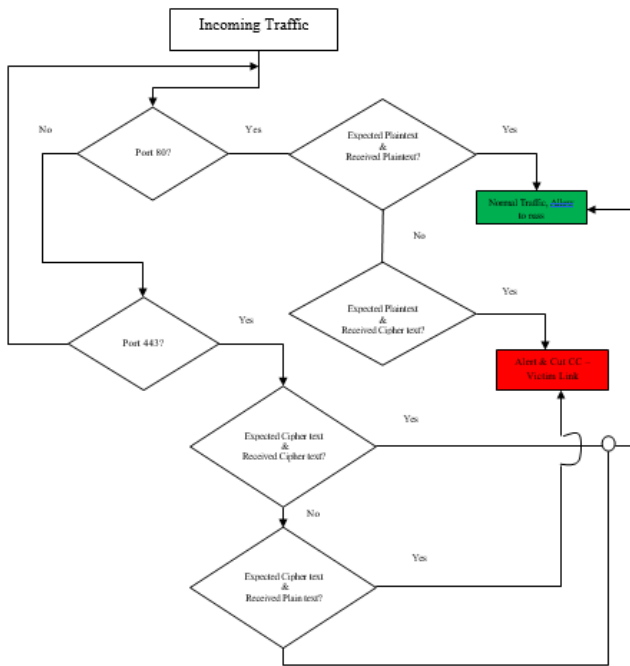 Incoming Traffic
No
Port 80?
Yes
Expected Plaintext
&
Received Plaintext?
Yes
Normal Traffic, Allow
to
No
Expected Plaintext
&
Received Cipher text?
Yes
Port 443?
Yes
Alert & Cut CC –
Victim Link
Expected Cipher text
&
Received Cipher text?
Yes
No
Expected Cipher text
&
Received Plain text?
Yes